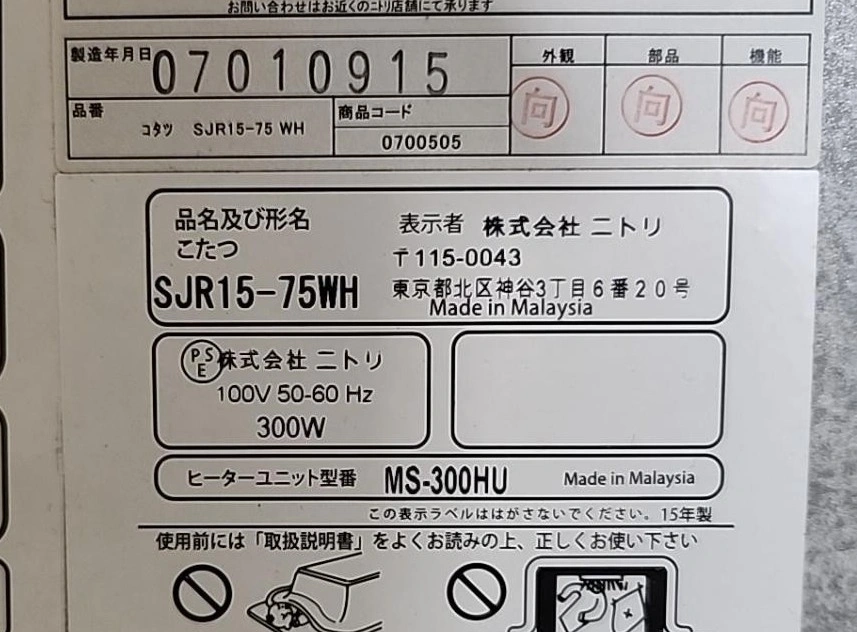 お問い合わせはお近くのニトリ店舗にて承ります
製造年月日 07010915 外観 部品 機能
向 向 向
品番 コタツ SJR15-75 WH 商品コード 0700505
品名及び形名 表示者 株式会社 ニトリ
こたつ 〒115-0043
SJR15-75WH 東京都北区神谷3丁目6番20号
Made in Malaysia
PSE 株式会社 ニトリ
100V 50-60 Hz
300W
ヒーターユニット型番 MS-300HU Made in Malaysia
この表示ラベルははがさないでください。15年製
使用前には「取扱説明書」をよくお読みの上、正しくお使い下さい